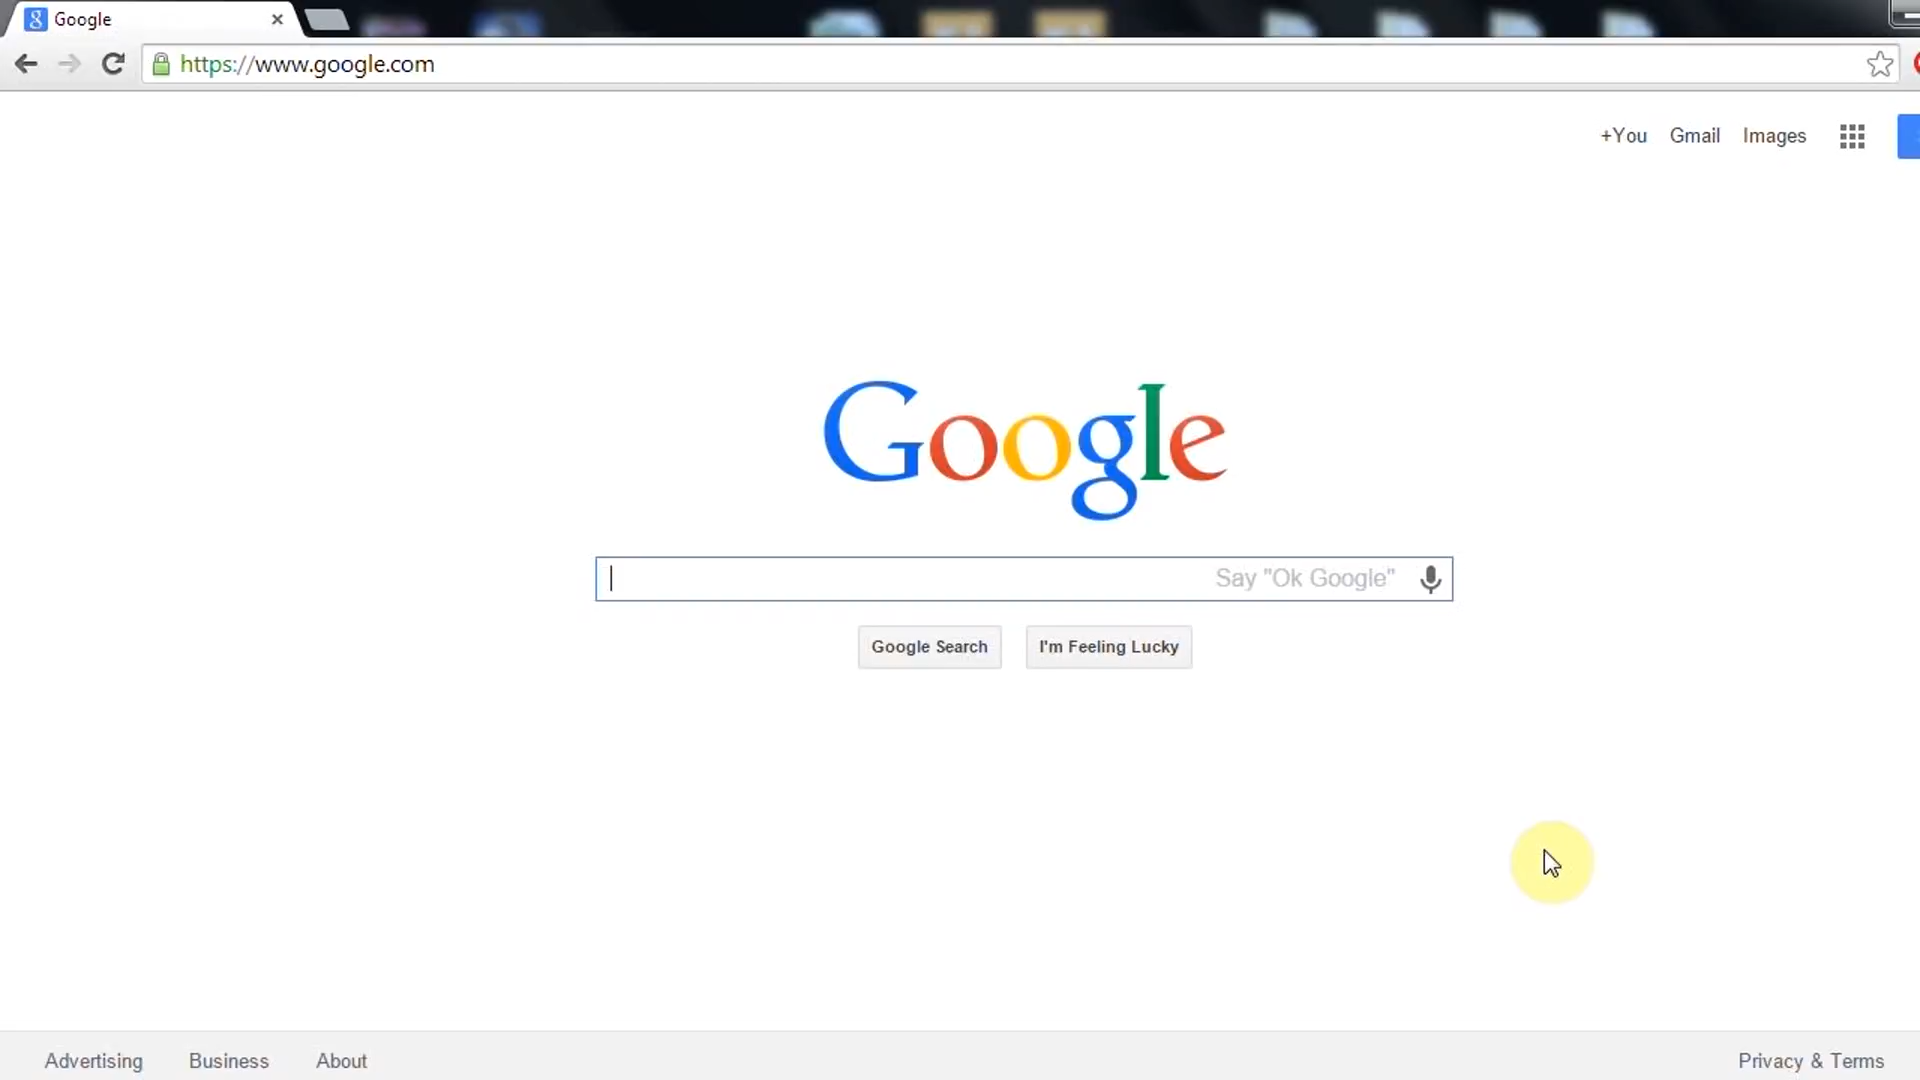 Google
https://www.google.com
+You Gmail Images
Google
Say "Ok Google"
Google Search I'm Feeling Lucky
Advertising Business About Privacy & Terms